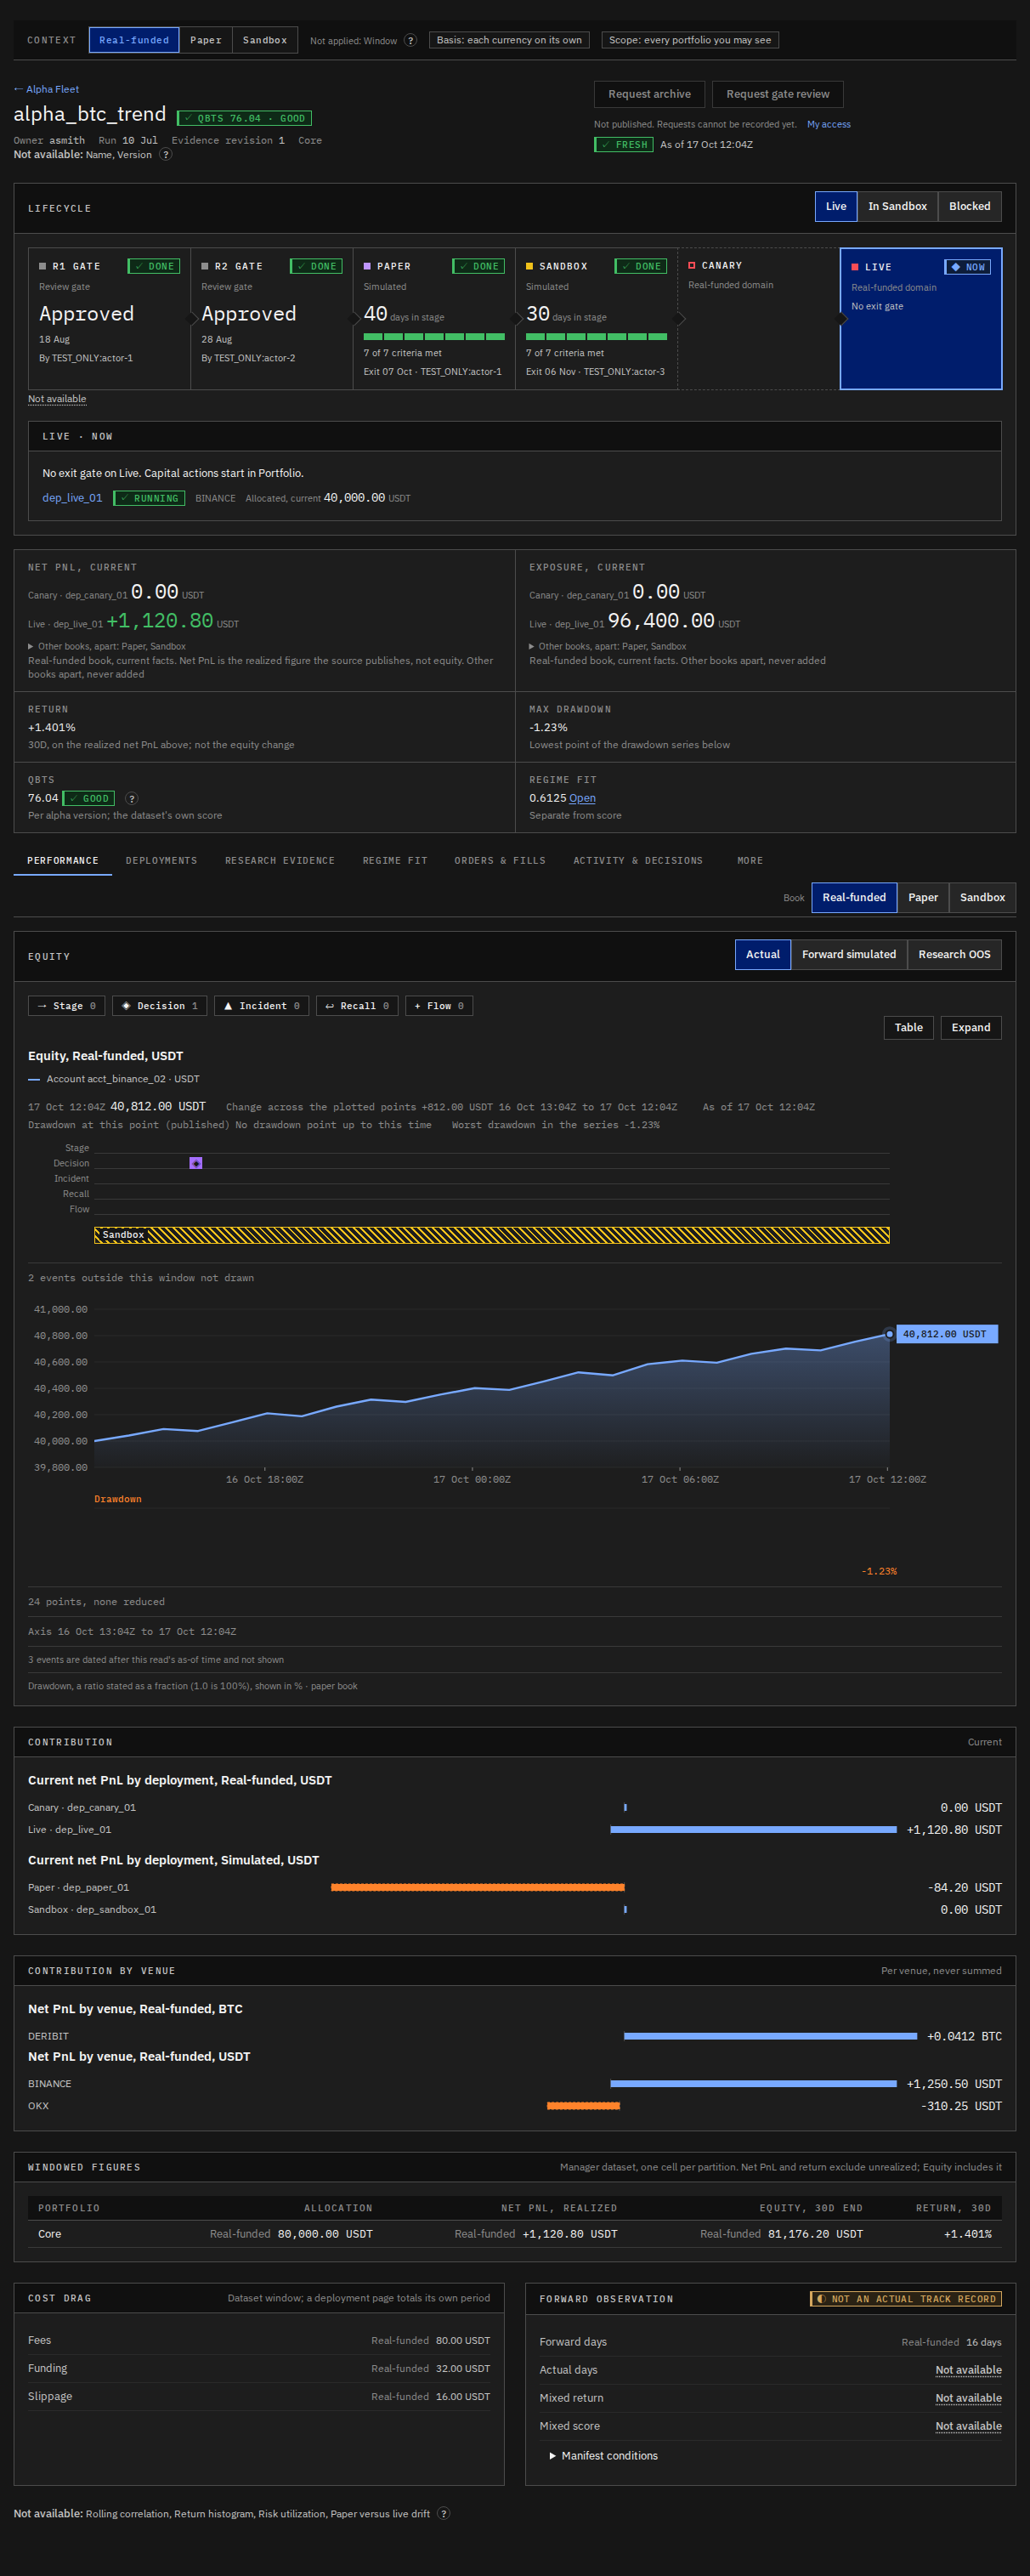 CONTEXT Real-funded Paper Sandbox Not applied: Window ? Basis: each currency on its own Scope: every portfolio you may see
← Alpha Fleet
alpha_btc_trend ✓ QBTS 76.04 · GOOD
Owner asmith Run 10 Jul Evidence revision 1 Core
Not available: Name, Version ?
Request archive Request gate review
Not published. Requests cannot be recorded yet. My access
✓ FRESH As of 17 Oct 12:04Z
LIFECYCLE Live In Sandbox Blocked
R1 GATE ✓ DONE
Review gate
Approved
18 Aug
By TEST_ONLY:actor-1
R2 GATE ✓ DONE
Review gate
Approved
28 Aug
By TEST_ONLY:actor-2
PAPER ✓ DONE
Simulated
40 days in stage
7 of 7 criteria met
Exit 07 Oct · TEST_ONLY:actor-1
SANDBOX ✓ DONE
Simulated
30 days in stage
7 of 7 criteria met
Exit 06 Nov · TEST_ONLY:actor-3
CANARY
Real-funded domain
LIVE ◆ NOW
Real-funded domain
No exit gate
Not available
LIVE · NOW
No exit gate on Live. Capital actions start in Portfolio.
dep_live_01 ✓ RUNNING BINANCE Allocated, current 40,000.00 USDT
NET PNL, CURRENT
Canary · dep_canary_01 0.00 USDT
Live · dep_live_01 +1,120.80 USDT
▶ Other books, apart: Paper, Sandbox
Real-funded book, current facts. Net PnL is the realized figure the source publishes, not equity. Other
books apart, never added
EXPOSURE, CURRENT
Canary · dep_canary_01 0.00 USDT
Live · dep_live_01 96,400.00 USDT
▶ Other books, apart: Paper, Sandbox
Real-funded book, current facts. Other books apart, never added
RETURN
+1.401%
30D, on the realized net PnL above; not the equity change
MAX DRAWDOWN
-1.23%
Lowest point of the drawdown series below
QBTS
76.04 ✓ GOOD ?
Per alpha version; the dataset's own score
REGIME FIT
0.6125 Open
Separate from score
PERFORMANCE DEPLOYMENTS RESEARCH EVIDENCE REGIME FIT ORDERS & FILLS ACTIVITY & DECISIONS MORE
Book Real-funded Paper Sandbox
EQUITY Actual Forward simulated Research OOS
→ Stage 0 ◈ Decision 1 ▲ Incident 0 ↩ Recall 0 + Flow 0
Table Expand
Equity, Real-funded, USDT
Account acct_binance_02 · USDT
17 Oct 12:04Z 40,812.00 USDT Change across the plotted points +812.00 USDT 16 Oct 13:04Z to 17 Oct 12:04Z As of 17 Oct 12:04Z
Drawdown at this point (published) No drawdown point up to this time Worst drawdown in the series -1.23%
Stage
Decision
Incident
Recall
Flow
Sandbox
2 events outside this window not drawn
41,000.00
40,800.00
40,812.00 USDT
40,600.00
40,400.00
40,200.00
40,000.00
39,800.00
16 Oct 18:00Z 17 Oct 00:00Z 17 Oct 06:00Z 17 Oct 12:00Z
Drawdown
-1.23%
24 points, none reduced
Axis 16 Oct 13:04Z to 17 Oct 12:04Z
3 events are dated after this read's as-of time and not shown
Drawdown, a ratio stated as a fraction (1.0 is 100%), shown in % · paper book
CONTRIBUTION Current
Current net PnL by deployment, Real-funded, USDT
Canary · dep_canary_01 0.00 USDT
Live · dep_live_01 +1,120.80 USDT
Current net PnL by deployment, Simulated, USDT
Paper · dep_paper_01 -84.20 USDT
Sandbox · dep_sandbox_01 0.00 USDT
CONTRIBUTION BY VENUE Per venue, never summed
Net PnL by venue, Real-funded, BTC
DERIBIT +0.0412 BTC
Net PnL by venue, Real-funded, USDT
BINANCE +1,250.50 USDT
OKX -310.25 USDT
WINDOWED FIGURES Manager dataset, one cell per partition. Net PnL and return exclude unrealized; Equity includes it
PORTFOLIO ALLOCATION NET PNL, REALIZED EQUITY, 30D END RETURN, 30D
Core Real-funded 80,000.00 USDT Real-funded +1,120.80 USDT Real-funded 81,176.20 USDT +1.401%
COST DRAG Dataset window; a deployment page totals its own period
Fees Real-funded 80.00 USDT
Funding Real-funded 32.00 USDT
Slippage Real-funded 16.00 USDT
FORWARD OBSERVATION NOT AN ACTUAL TRACK RECORD
Forward days Real-funded 16 days
Actual days Not available
Mixed return Not available
Mixed score Not available
▶ Manifest conditions
Not available: Rolling correlation, Return histogram, Risk utilization, Paper versus live drift ?